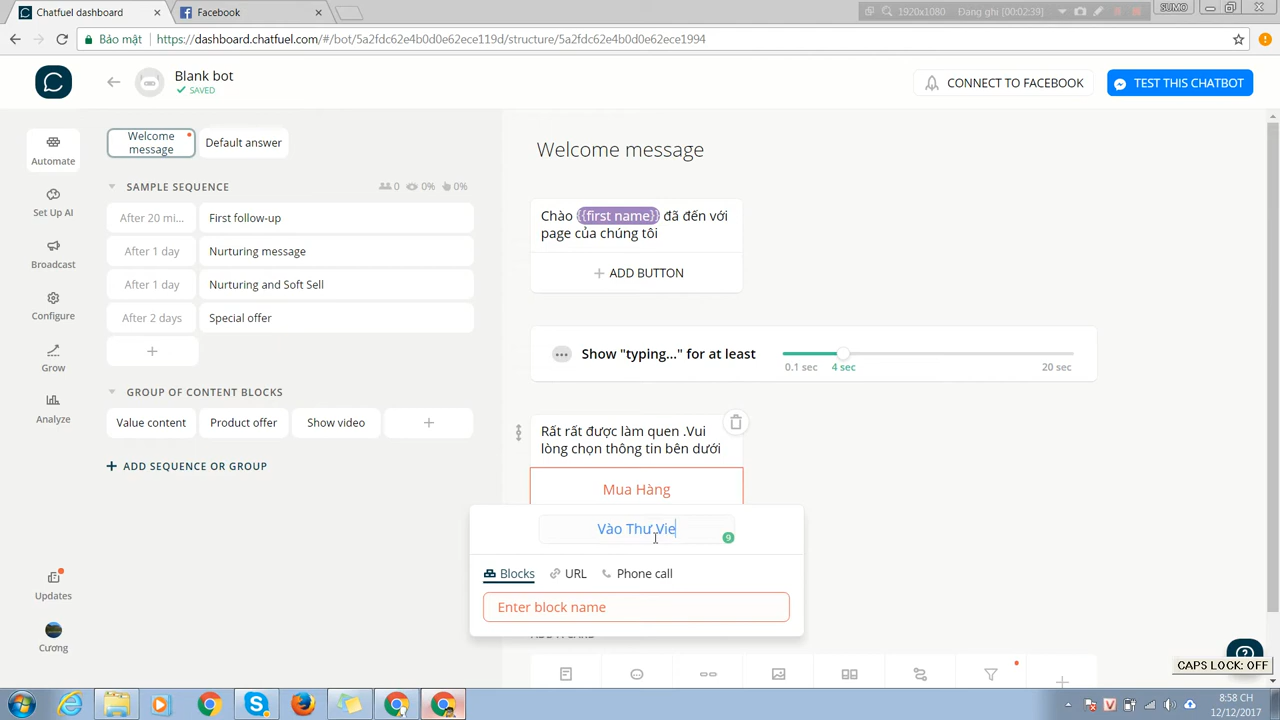 Chatfuel dashboard
Facebook
1920x1080
Đang ghi [00:02:39]
SUMO
Bảo mật
https://dashboard.chatfuel.com/#/bot/5a2fdc62e4b0d0e62ece119d/structure/5a2fdc62e4b0d0e62ece1994
Blank bot
SAVED
CONNECT TO FACEBOOK
TEST THIS CHATBOT
Automate
Set Up AI
Broadcast
Configure
Grow
Analyze
Updates
Cương
Welcome message
Default answer
SAMPLE SEQUENCE
0
0%
0%
After 20 mi...
First follow-up
After 1 day
Nurturing message
After 1 day
Nurturing and Soft Sell
After 2 days
Special offer
GROUP OF CONTENT BLOCKS
Value content
Product offer
Show video
ADD SEQUENCE OR GROUP
Welcome message
Chào {{first name}} đã đến với
page của chúng tôi
ADD BUTTON
Show "typing..." for at least
0.1 sec
4 sec
20 sec
Rất rất được làm quen .Vui
lòng chọn thông tin bên dưới
Mua Hàng
Vào Thư Vie
9
Blocks
URL
Phone call
Enter block name
CAPS LOCK: OFF
8:58 CH
12/12/2017